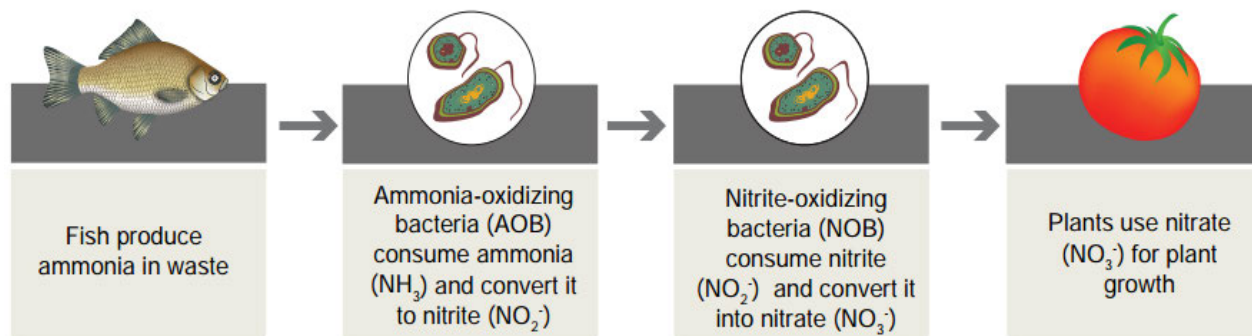 Fish produce
ammonia in waste
Ammonia-oxidizing
bacteria (AOB)
consume ammonia
(NH₃) and convert it
to nitrite (NO₂⁻)
Nitrite-oxidizing
bacteria (NOB)
consume nitrite
(NO₂⁻) and convert it
into nitrate (NO₃⁻)
Plants use nitrate
(NO₃⁻) for plant
growth